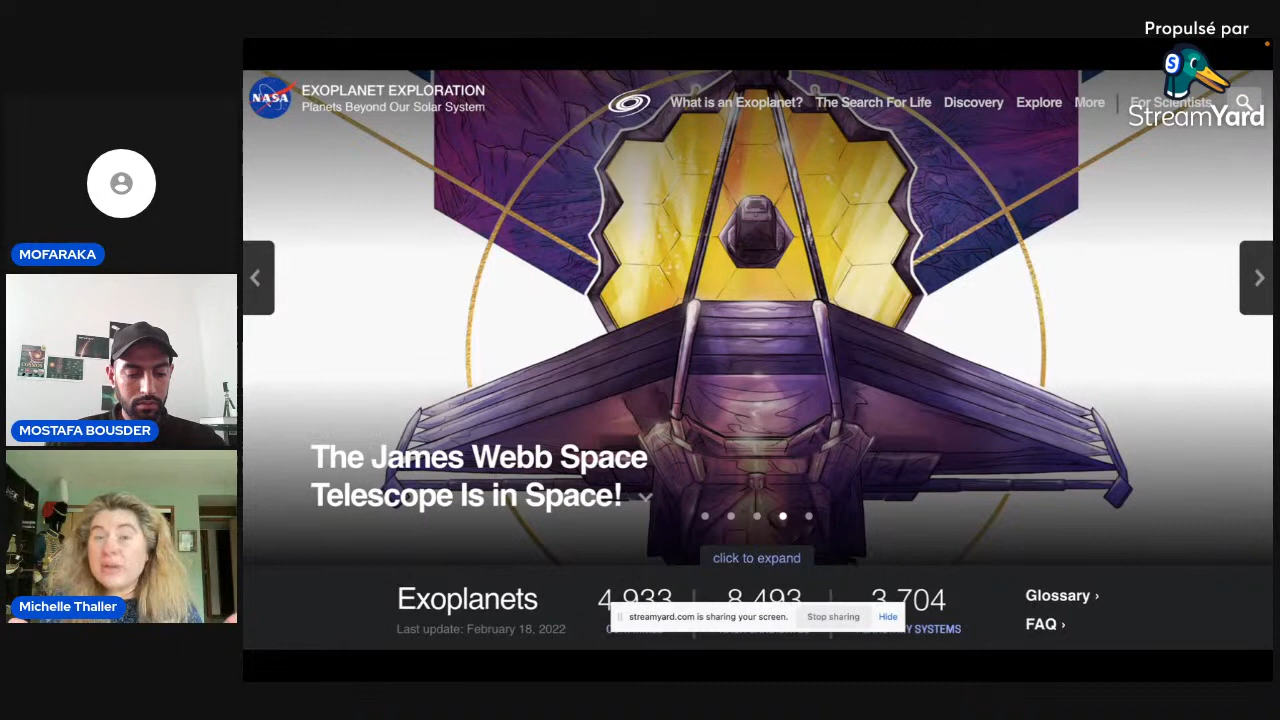 Propulsé par
StreamYard
NASA
EXOPLANET EXPLORATION
Planets Beyond Our Solar System
What is an Exoplanet?
The Search For Life
Discovery
Explore
More
For Scientists
MOFARAKA
MOSTAFA BOUSDER
Michelle Thaller
The James Webb Space
Telescope Is in Space!
click to expand
Exoplanets
4,933
8,493
3,704
Last update: February 18, 2022
streamyard.com is sharing your screen.
Stop sharing
Hide
SYSTEMS
Glossary ›
FAQ ›